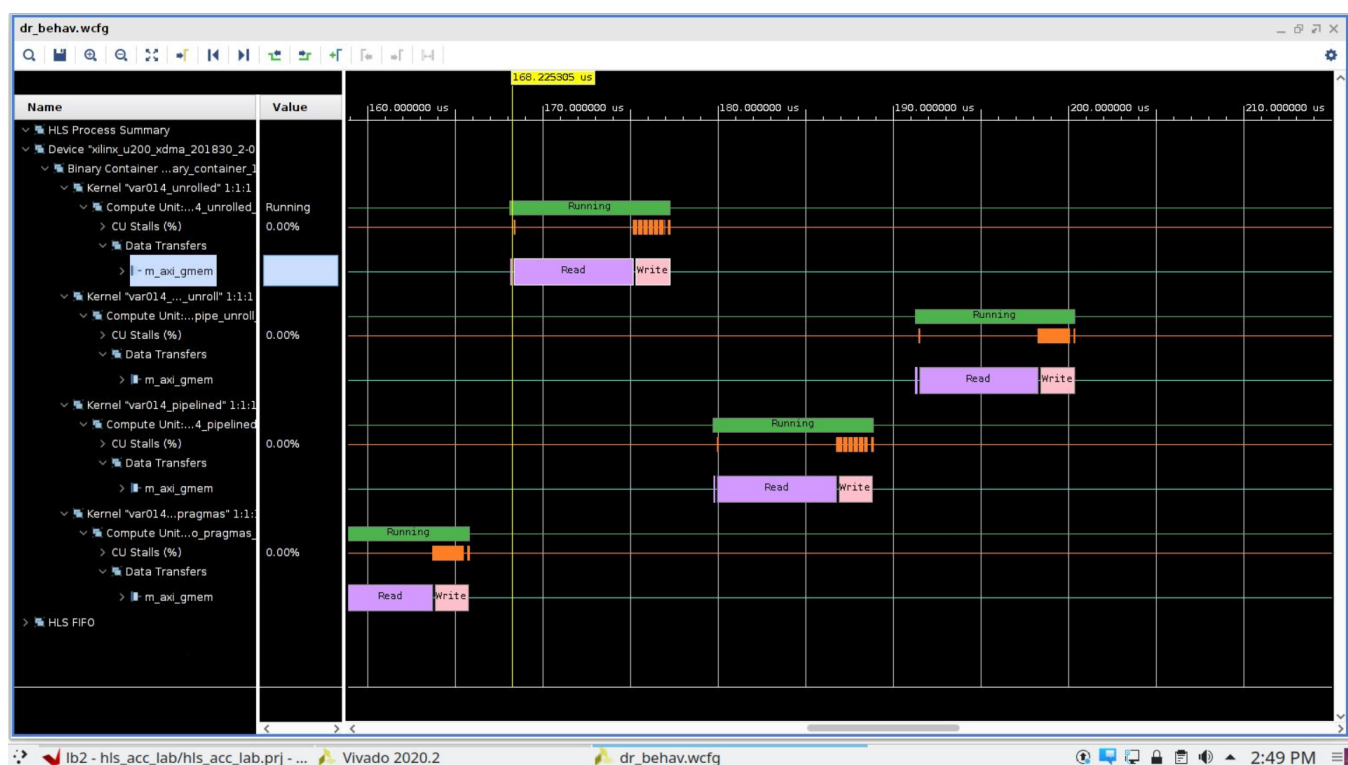 dr_behav.wcfg
168.225305 us
Name Value 160.000000 us 170.000000 us 180.000000 us 190.000000 us 200.000000 us 210.000000 us
HLS Process Summary
Device "xilinx_u200_xdma_201830_2-0
Binary Container ...ary_container_1
Kernel "var014_unrolled" 1:1:1
Compute Unit:...4_unrolled_ Running Running
CU Stalls (%) 0.00%
Data Transfers
m_axi_gmem Read Write
Kernel "var014_..._unroll" 1:1:1
Compute Unit:...pipe_unroll_ Running
CU Stalls (%) 0.00%
Data Transfers
m_axi_gmem Read Write
Kernel "var014_pipelined" 1:1:1
Compute Unit:...4_pipelined Running
CU Stalls (%) 0.00%
Data Transfers
m_axi_gmem Read Write
Kernel "var014...pragmas" 1:1:
Compute Unit...o_pragmas_ Running
CU Stalls (%) 0.00%
Data Transfers
m_axi_gmem Read Write
HLS FIFO
lb2 - hls_acc_lab/hls_acc_lab.prj - ... Vivado 2020.2 dr_behav.wcfg 2:49 PM